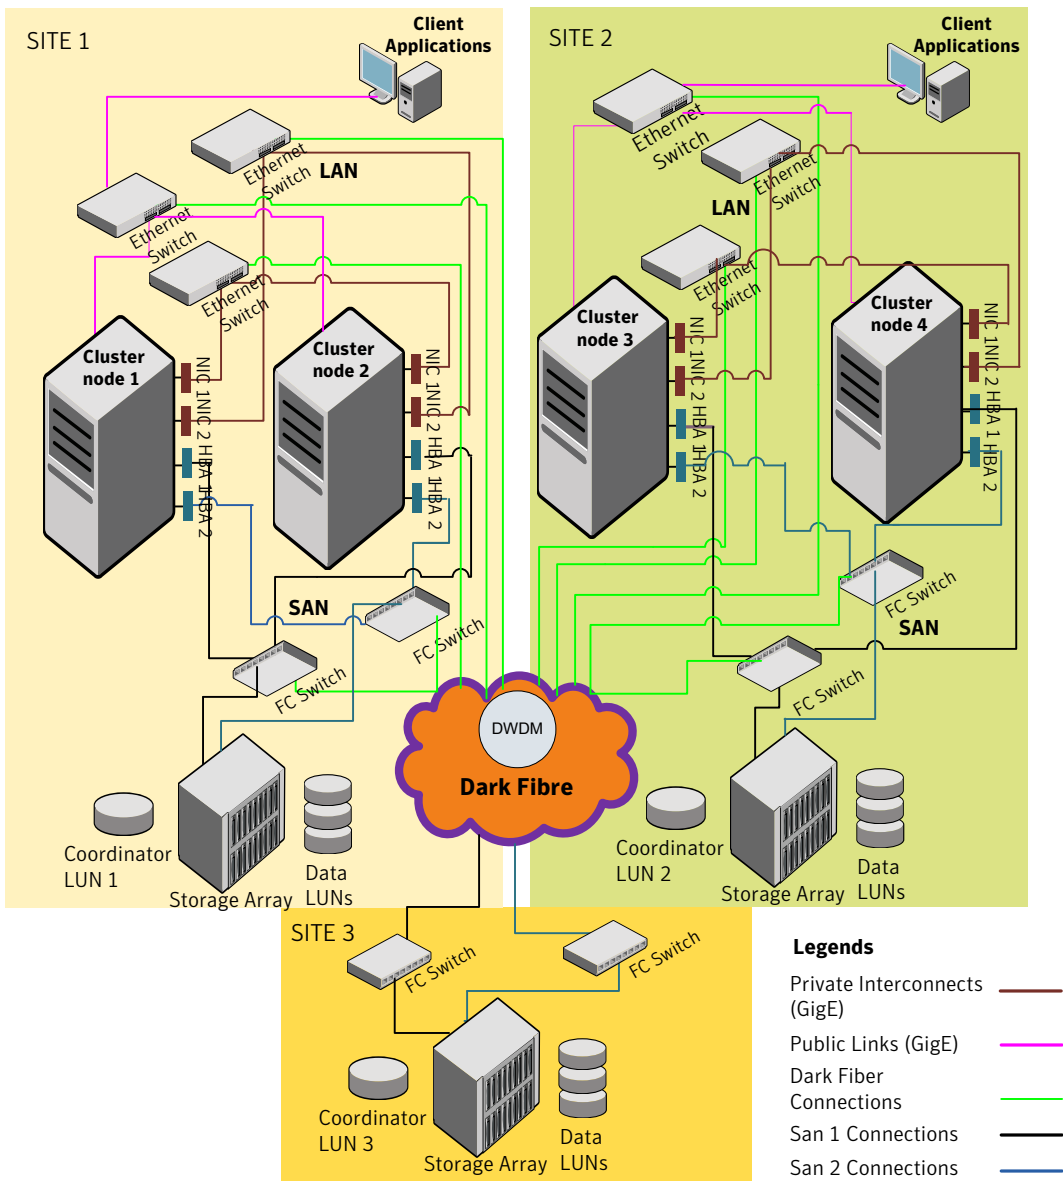 SITE 1
Client
Applications
Ethernet
Switch
LAN
Ethernet
Switch
Ethernet
Switch
Cluster
node 1
NIC 1
NIC 2
HBA 1
HBA 2
Cluster
node 2
NIC 1
NIC 2
HBA 1
HBA 2
SAN
FC Switch
FC Switch
Coordinator
LUN 1
Storage Array
Data
LUNs
SITE 2
Client
Applications
Ethernet
Switch
Ethernet
Switch
LAN
Ethernet
Switch
Cluster
node 3
NIC 1
NIC 2
HBA 1
HBA 2
Cluster
node 4
NIC 1
NIC 2
HBA 1
HBA 2
FC Switch
SAN
FC Switch
Coordinator
LUN 2
Storage Array
Data
LUNs
DWDM
Dark Fibre
SITE 3
FC Switch
FC Switch
Coordinator
LUN 3
Storage Array
Data
LUNs
Legends
Private Interconnects
(GigE)
Public Links (GigE)
Dark Fiber
Connections
San 1 Connections
San 2 Connections